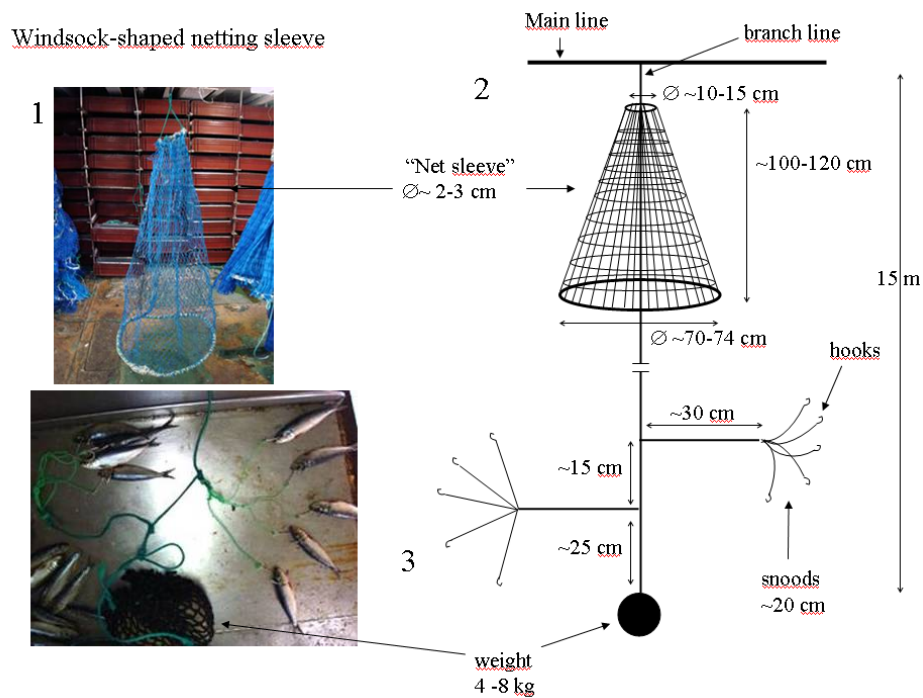 Windsock-shaped netting sleeve
Main line
branch line
1
2
∅ ~10-15 cm
"Net sleeve"
∅~ 2-3 cm
~100-120 cm
15 m
∅ ~70-74 cm
hooks
~30 cm
~15 cm
3
~25 cm
snoods
~20 cm
weight
4 -8 kg